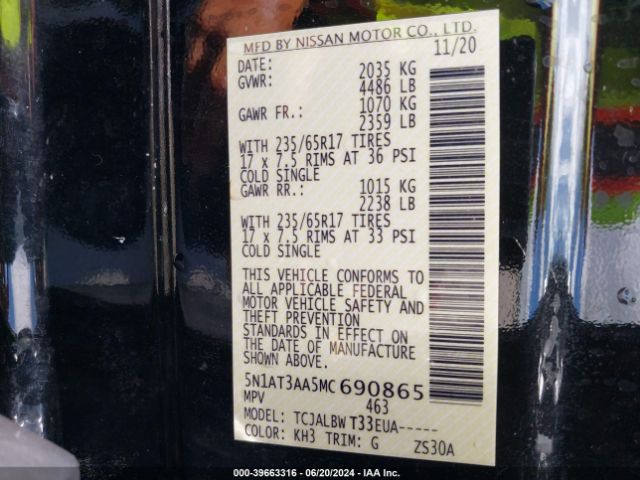 MFD BY NISSAN MOTOR CO., LTD.
DATE: 11/20
GVWR: 2035 KG
4486 LB
GAWR FR.: 1070 KG
2359 LB
WITH 235/65R17 TIRES
17 x 7.5 RIMS AT 36 PSI
COLD SINGLE
GAWR RR.: 1015 KG
2238 LB
WITH 235/65R17 TIRES
17 x 7.5 RIMS AT 33 PSI
COLD SINGLE
THIS VEHICLE CONFORMS TO
ALL APPLICABLE FEDERAL
MOTOR VEHICLE SAFETY AND
THEFT PREVENTION
STANDARDS IN EFFECT ON
THE DATE OF MANUFACTURE
SHOWN ABOVE.
5N1AT3AA5MC690865
MPV 463
MODEL: TCJALBW T33EUA-----
COLOR: KH3 TRIM: G ZS30A
000-39663316 | 06/20/2024 | IAA Inc.